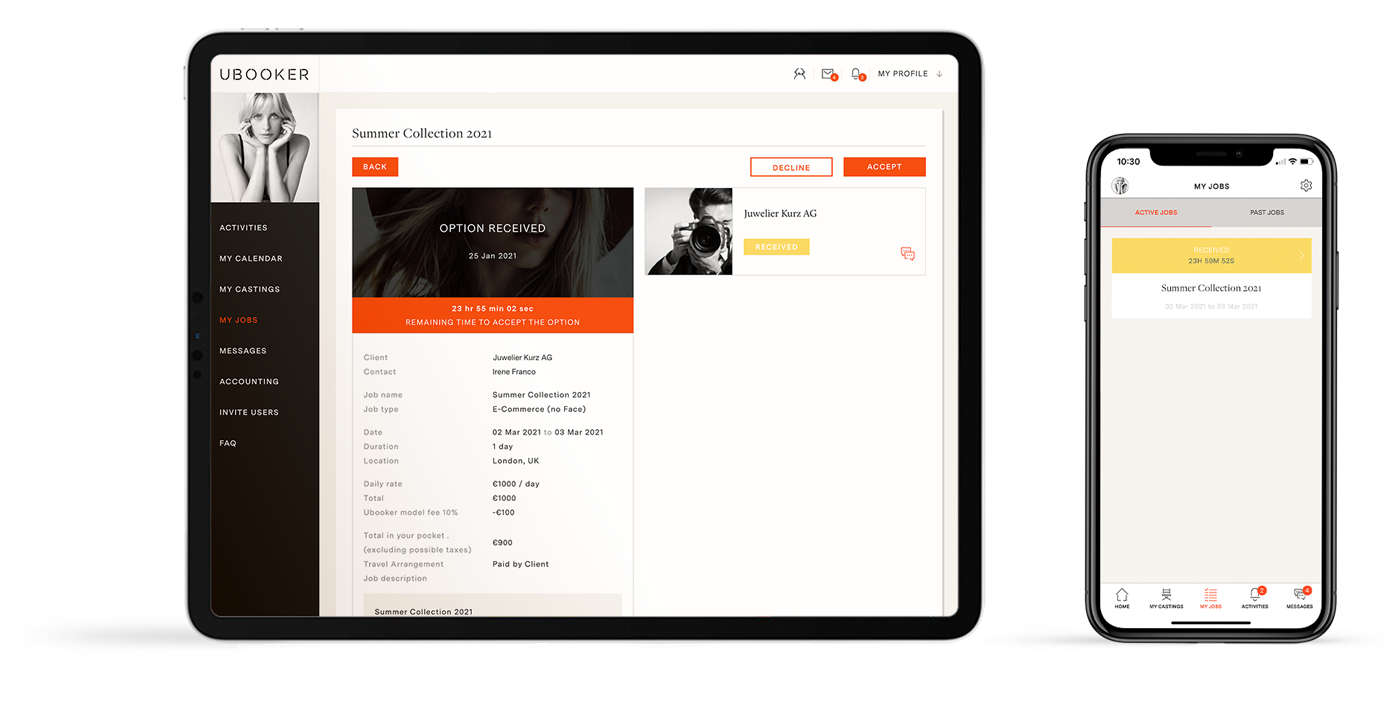 UBOOKER
4
3
MY PROFILE
Summer Collection 2021
BACK
DECLINE
ACCEPT
OPTION RECEIVED
25 Jan 2021
23 hr 55 min 02 sec
REMAINING TIME TO ACCEPT THE OPTION
Juwelier Kurz AG
RECEIVED
ACTIVITIES
MY CALENDAR
MY CASTINGS
MY JOBS
MESSAGES
ACCOUNTING
INVITE USERS
FAQ
Client Juwelier Kurz AG
Contact Irene Franco
Job name Summer Collection 2021
Job type E-Commerce (no Face)
Date 02 Mar 2021 to 03 Mar 2021
Duration 1 day
Location London, UK
Daily rate €1000 / day
Total €1000
Ubooker model fee 10% -€100
Total in your pocket .
(excluding possible taxes) €900
Travel Arrangement Paid by Client
Job description
Summer Collection 2021
10:30
MY JOBS
ACTIVE JOBS PAST JOBS
RECEIVED
23H 59M 52S
Summer Collection 2021
02 Mar 2021 to 03 Mar 2021
2
4
HOME MY CASTINGS MY JOBS ACTIVITIES MESSAGES